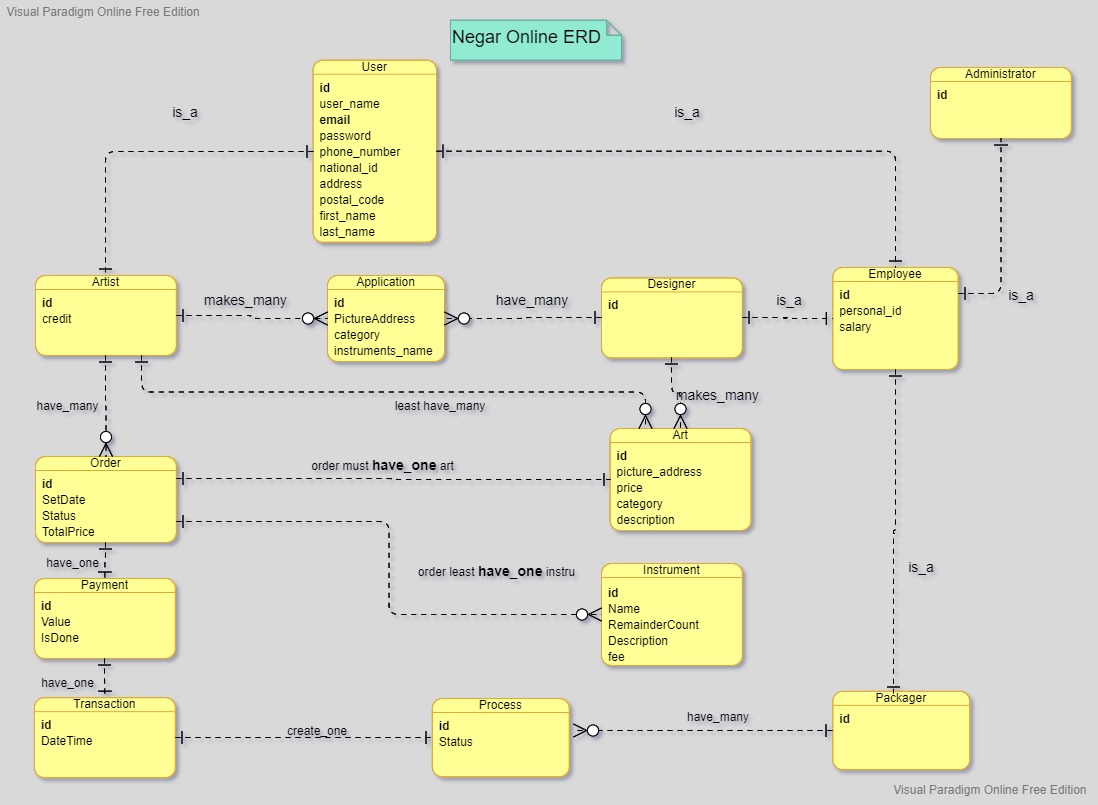 Visual Paradigm Online Free Edition
Negar Online ERD
User
id
user_name
email
password
phone_number
national_id
address
postal_code
first_name
last_name
Administrator
id
is_a
is_a
Artist
id
credit
makes_many
Application
id
PictureAddress
category
instruments_name
have_many
Designer
id
is_a
Employee
id
personal_id
salary
is_a
have_many
least have_many
makes_many
Order
id
SetDate
Status
TotalPrice
order must have_one art
Art
id
picture_address
price
category
description
have_one
order least have_one instru
Instrument
id
Name
RemainderCount
Description
fee
is_a
Payment
id
Value
IsDone
have_one
Transaction
id
DateTime
create_one
Process
id
Status
have_many
Packager
id
Visual Paradigm Online Free Edition